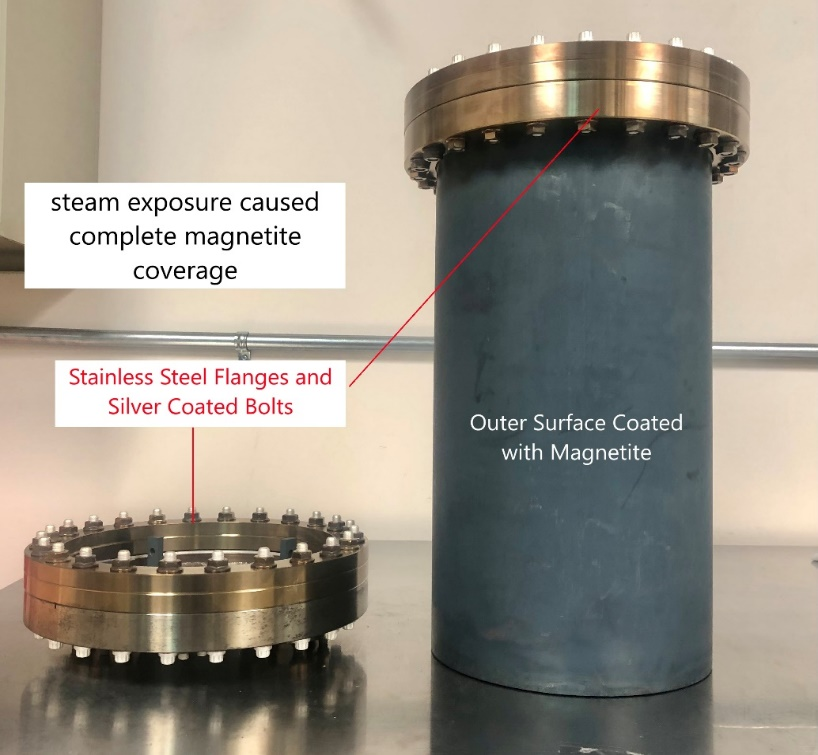 steam exposure caused
complete magnetite
coverage
Stainless Steel Flanges and
Silver Coated Bolts
Outer Surface Coated
with Magnetite